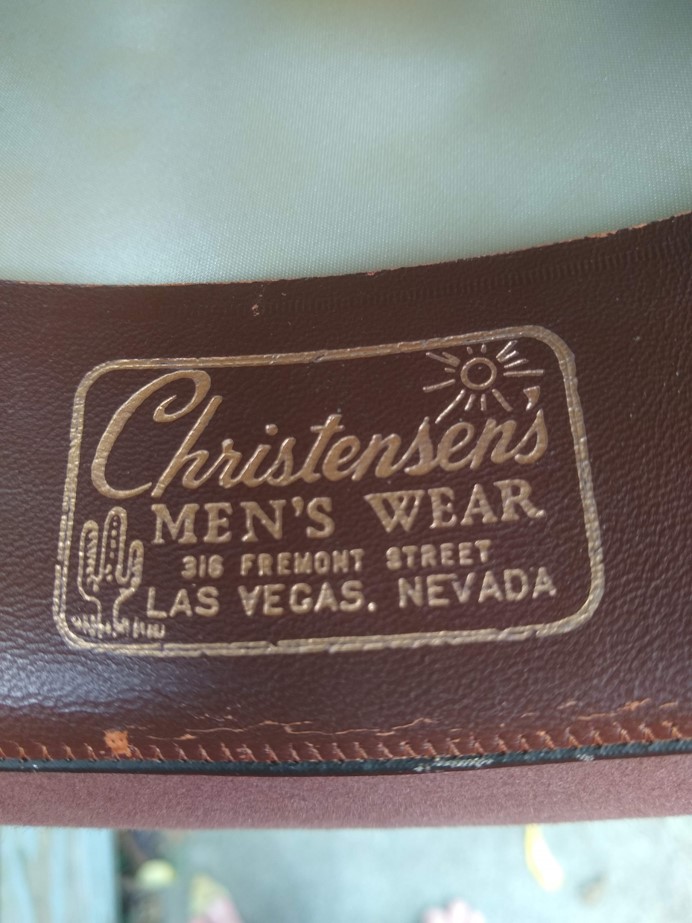 Christensen's
MEN'S WEAR
316 FREMONT STREET
LAS VEGAS, NEVADA